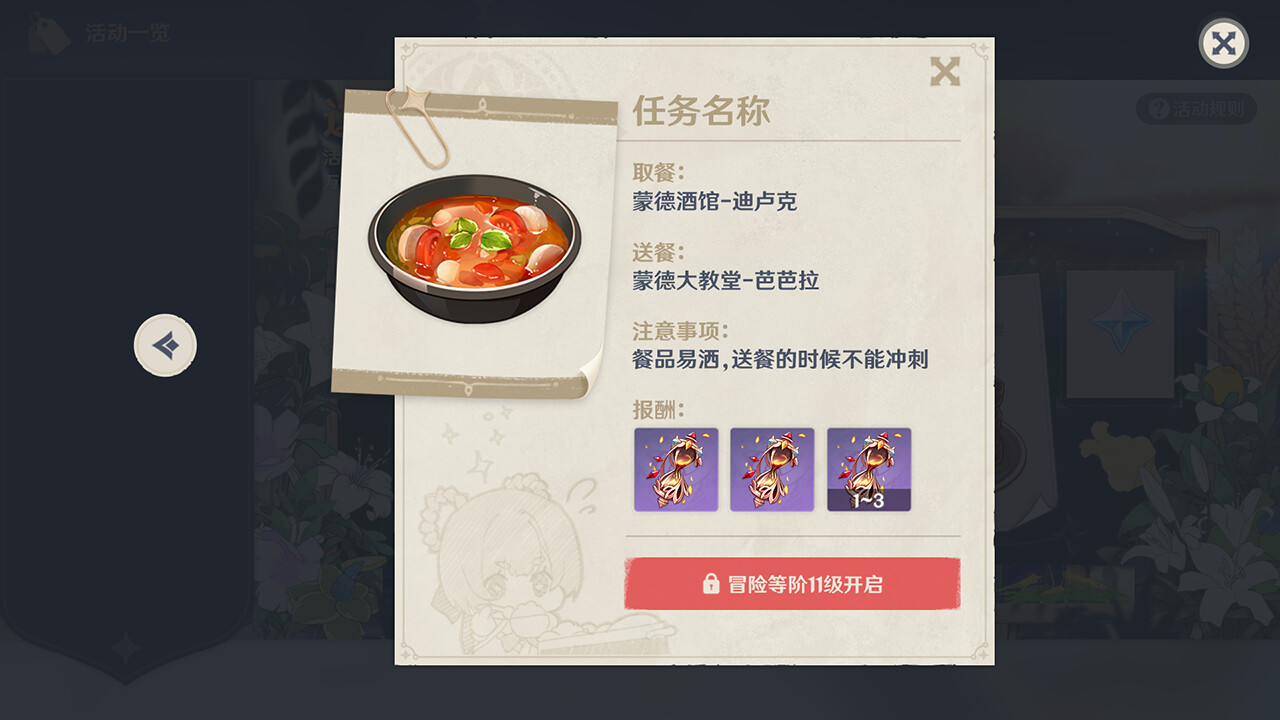 活动一览
活动规则
任务名称
取餐：
蒙德酒馆-迪卢克
送餐：
蒙德大教堂-芭芭拉
注意事项：
餐品易洒，送餐的时候不能冲刺
报酬：
1~3
冒险等阶11级开启